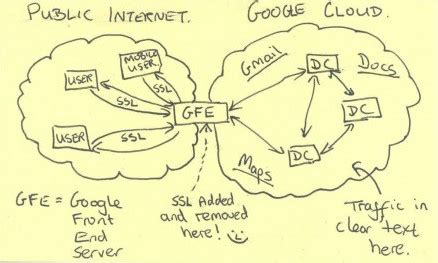 PUBLIC INTERNET.
GOOGLE CLOUD.
USER
MOBILE
USER
SSL
SSL
USER
SSL
GFE
Gmail
DC
Docs
DC
Maps
DC
GFE = Google
Front
End
Server
SSL Added
and removed
here! :)
Traffic in
clear text
here.